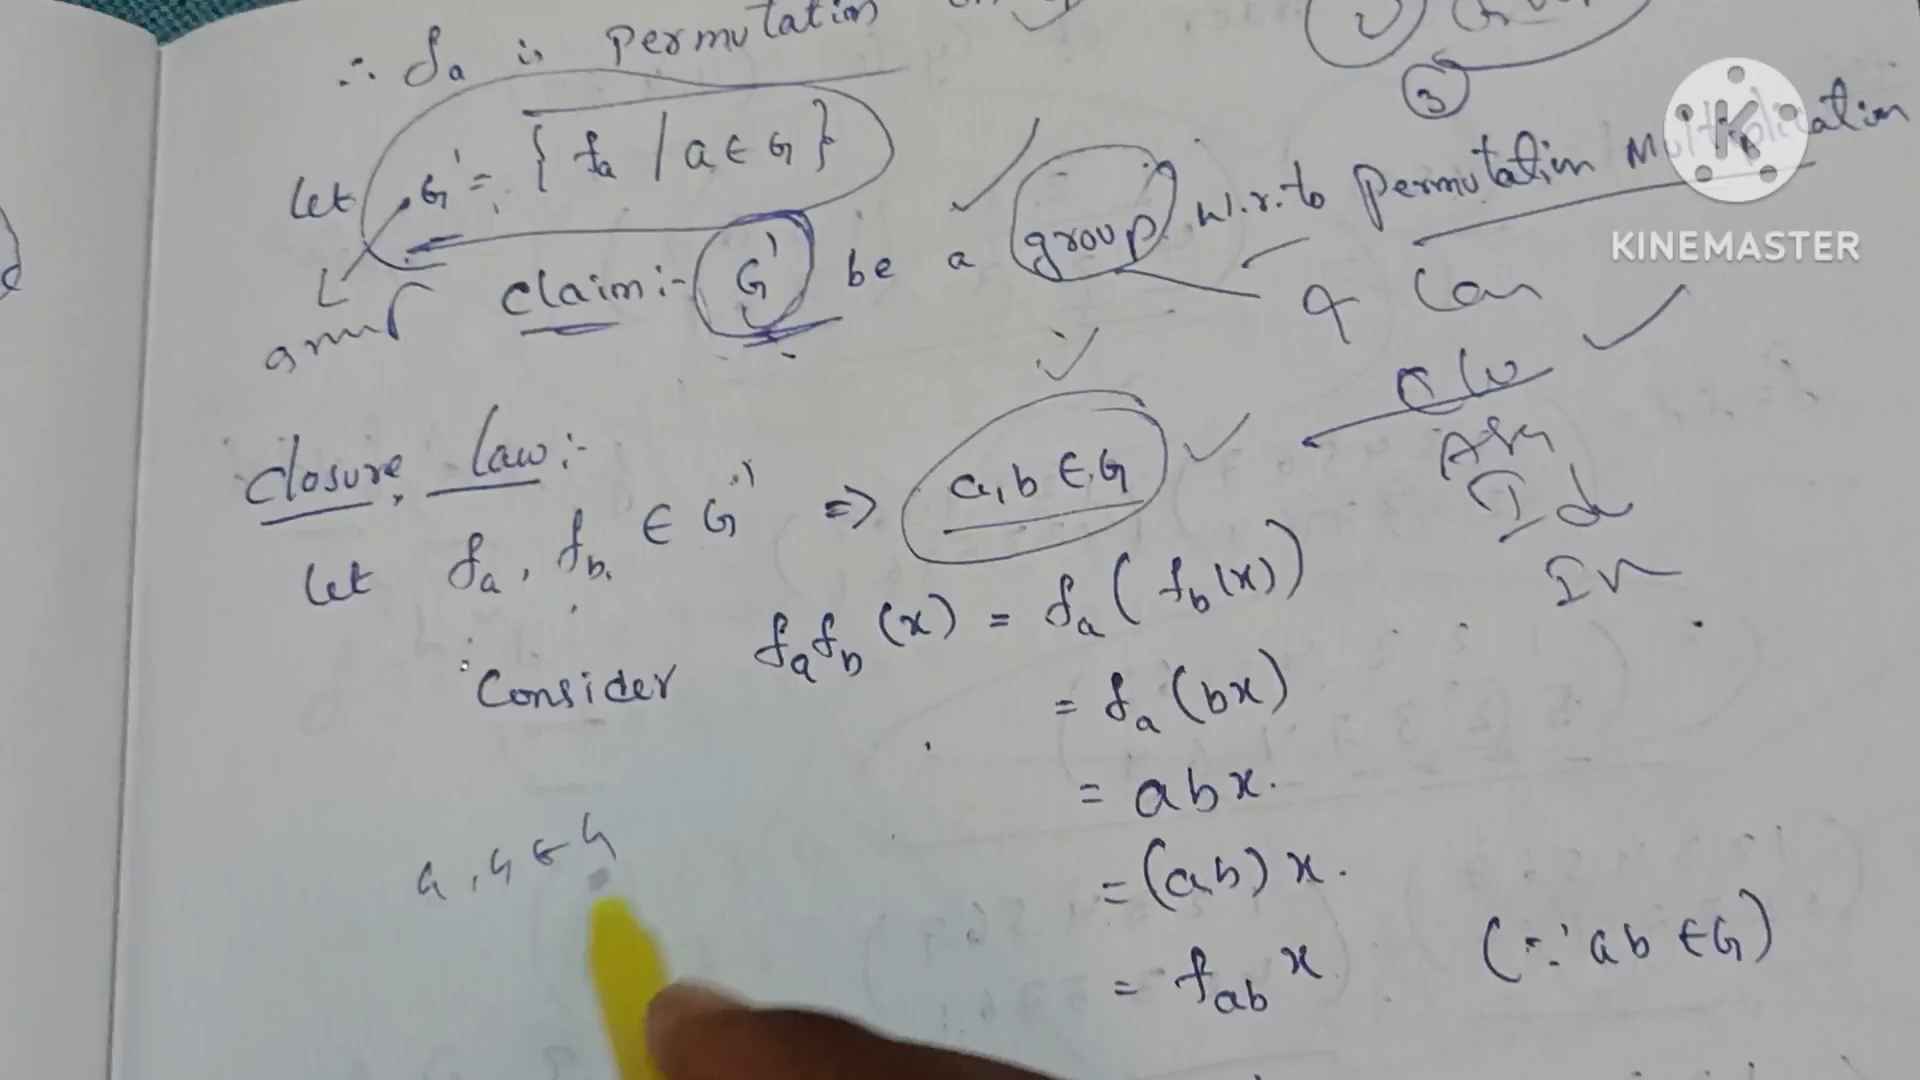 ∴ fa is permutation
③
let G' = { fa / a ∈ G }
claim:- G' be a group w.r.to permutation Multiplication
KINEMASTER
closure law:-
let fa, fb ∈ G' => a, b ∈ G
Consider fafb (x) = fa ( fb (x))
= fa (bx)
= abx.
= (ab) x.
= fab x (∵ ab ∈ G)